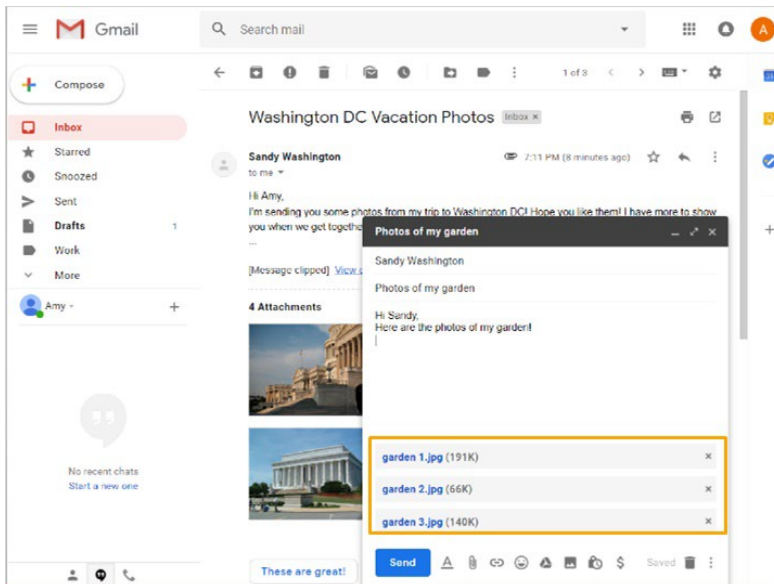 Gmail
Search mail
A
Compose
1 of 3
Inbox
Starred
Snoozed
Sent
Drafts 1
Work
More
Amy
No recent chats
Start a new one
Washington DC Vacation Photos Inbox ×
Sandy Washington 7:11 PM (8 minutes ago)
to me
Hi Amy,
I'm sending you some photos from my trip to Washington DC! Hope you like them! I have more to show
you when we get togethe
...
[Message clipped] View
4 Attachments
These are great!
Photos of my garden
Sandy Washington
Photos of my garden
Hi Sandy,
Here are the photos of my garden!
garden 1.jpg (191K)
garden 2.jpg (66K)
garden 3.jpg (140K)
Send A $ Saved